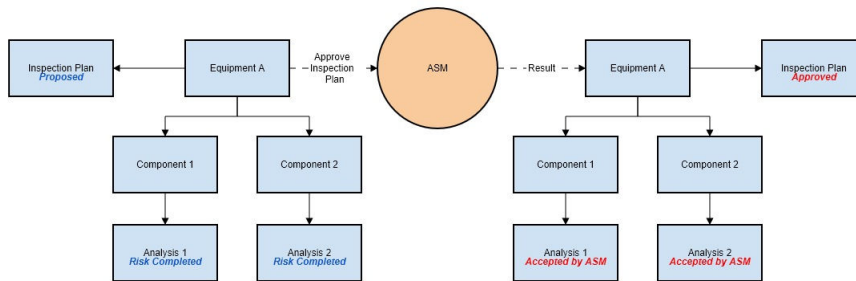 Inspection Plan
Proposed
Equipment A
Approve
Inspection
Plan
ASM
Result
Equipment A
Inspection Plan
Approved
Component 1
Component 2
Component 1
Component 2
Analysis 1
Risk Completed
Analysis 2
Risk Completed
Analysis 1
Accepted by ASM
Analysis 2
Accepted by ASM